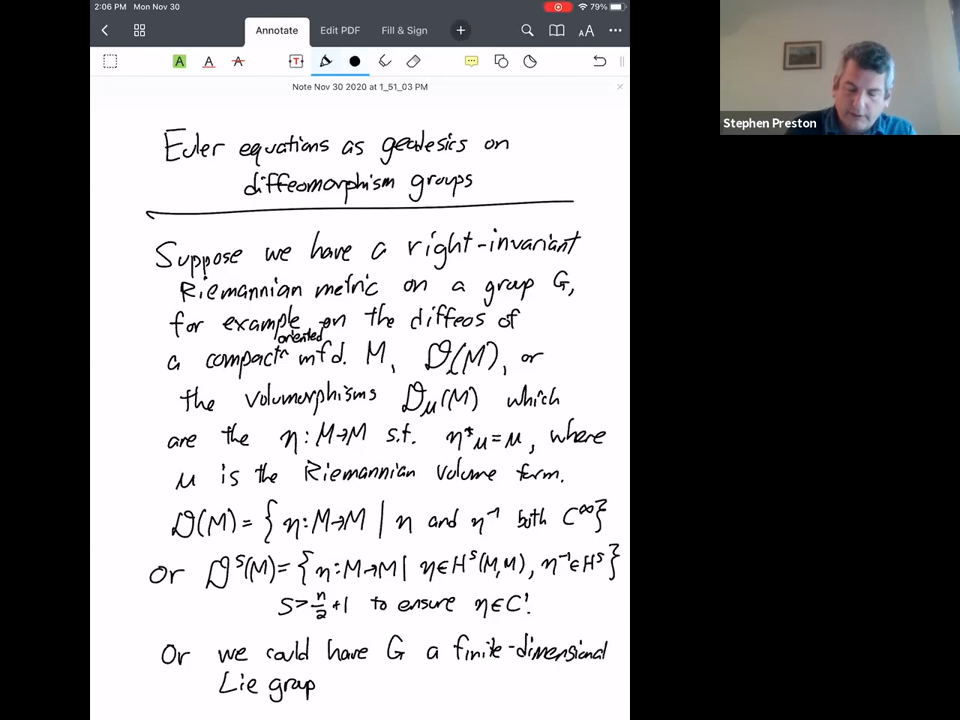 2:06 PM Mon Nov 30
79%
Annotate Edit PDF Fill & Sign
Note Nov 30 2020 at 1_51_03 PM
Stephen Preston
Euler equations as geodesics on
diffeomorphism groups
Suppose we have a right-invariant
Riemannian metric on a group G,
for example on the diffeos of
a compact oriented mfd. M, 𝒟(M), or
the volumorphisms 𝒟μ(M) which
are the η: M→M s.t. η*μ=μ, where
μ is the Riemannian volume form.
𝒟(M) = {η: M→M | η and η⁻¹ both C∞}
Or 𝒟ˢ(M) = {η: M→M | η∈Hˢ(M,M), η⁻¹∈Hˢ}
s > n/2 +1 to ensure η∈C¹.
Or we could have G a finite-dimensional
Lie group